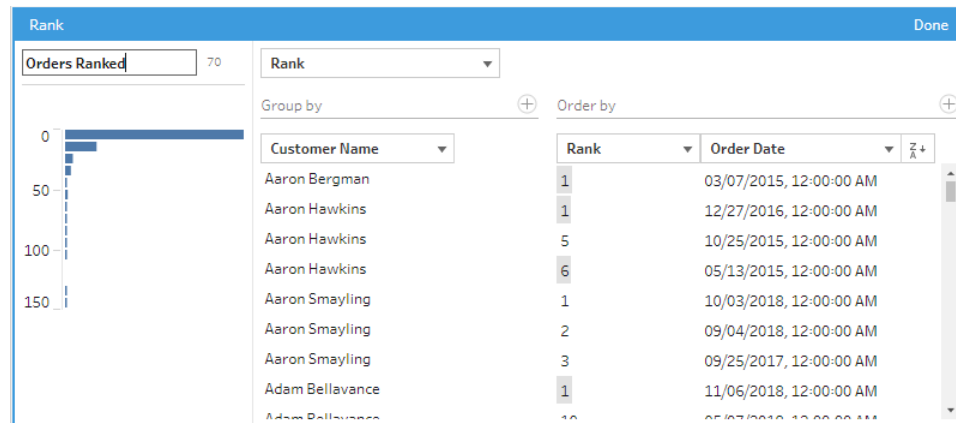 Rank Done
Orders Ranked 70 Rank
Group by Order by
0
50
100
150
Customer Name Rank Order Date
Aaron Bergman 1 03/07/2015, 12:00:00 AM
Aaron Hawkins 1 12/27/2016, 12:00:00 AM
Aaron Hawkins 5 10/25/2015, 12:00:00 AM
Aaron Hawkins 6 05/13/2015, 12:00:00 AM
Aaron Smayling 1 10/03/2018, 12:00:00 AM
Aaron Smayling 2 09/04/2018, 12:00:00 AM
Aaron Smayling 3 09/25/2017, 12:00:00 AM
Adam Bellavance 1 11/06/2018, 12:00:00 AM
Adam Bellavance